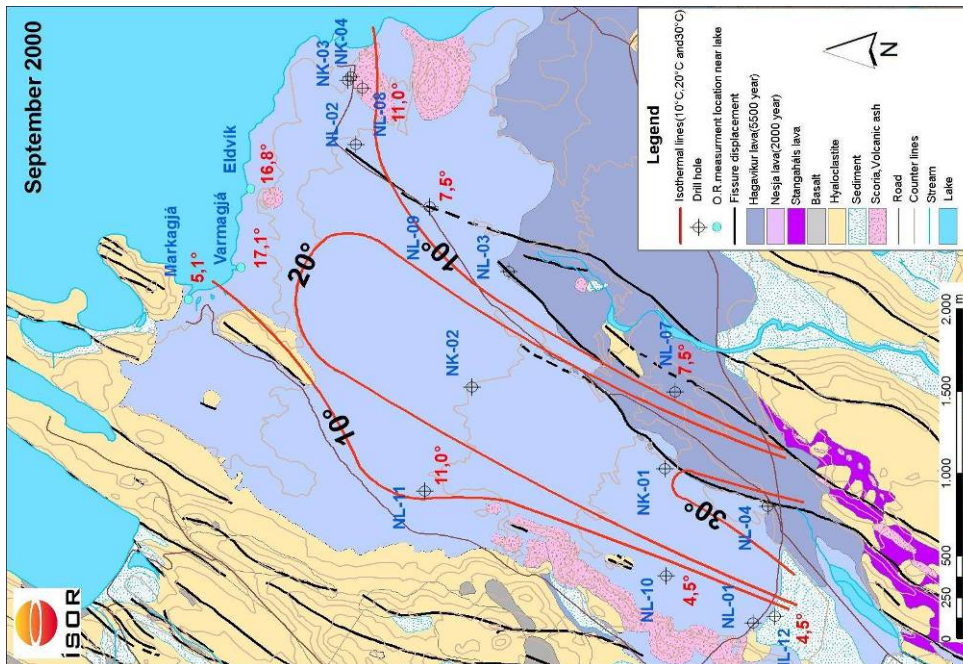 September 2000
ÍSOR
Markagjá
5,1°
Varmagjá
17,1°
Eldvík
16,8°
NK-03
NK-04
NL-02
NL-08
11,0°
20°
10°
7,5°
NL-09
10°
NL-03
NK-02
NL-07
7,5°
11,0°
NL-11
NK-01
30°
NL-04
NL-10
4,5°
NL-01
NL-12
4,5°
Legend
Isothermal lines(10°C,20°C and30°C)
Drill hole
O.R.measurment location near lake
Fissure displacement
Hagavikur lava(5500 year)
Nesja lava(2000 year)
Stangaháls lava
Basalt
Hyaloclastite
Sediment
Scoria,Volcanic ash
Road
Counter lines
Stream
Lake
N
0 250 500 1.000 1.500 2.000
m